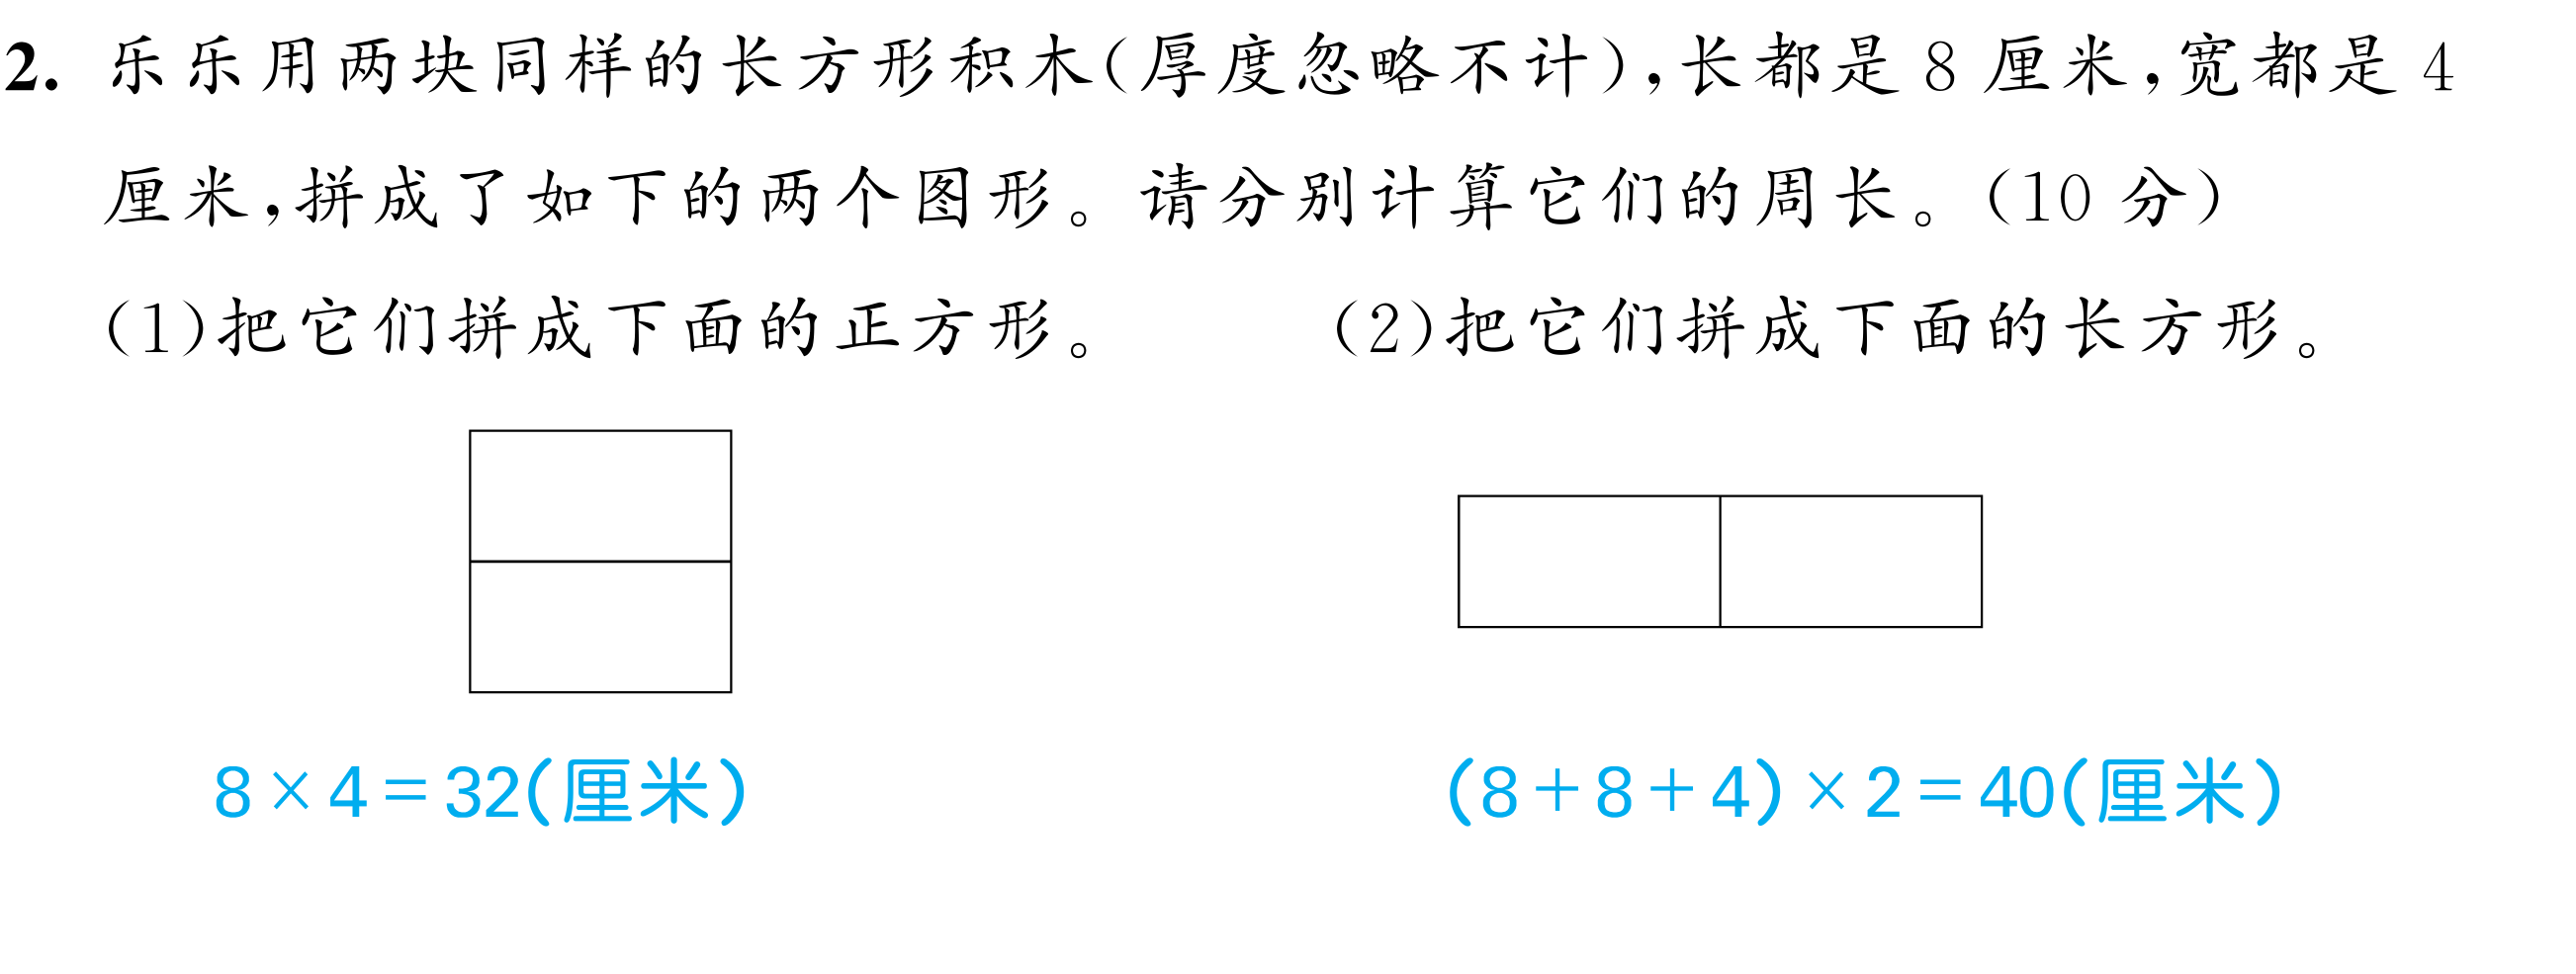 2. 乐乐用两块同样的长方形积木(厚度忽略不计),长都是 8 厘米,宽都是 4
厘米,拼成了如下的两个图形。请分别计算它们的周长。(10 分)
(1)把它们拼成下面的正方形。 (2)把它们拼成下面的长方形。
8×4=32(厘米) (8+8+4)×2=40(厘米)